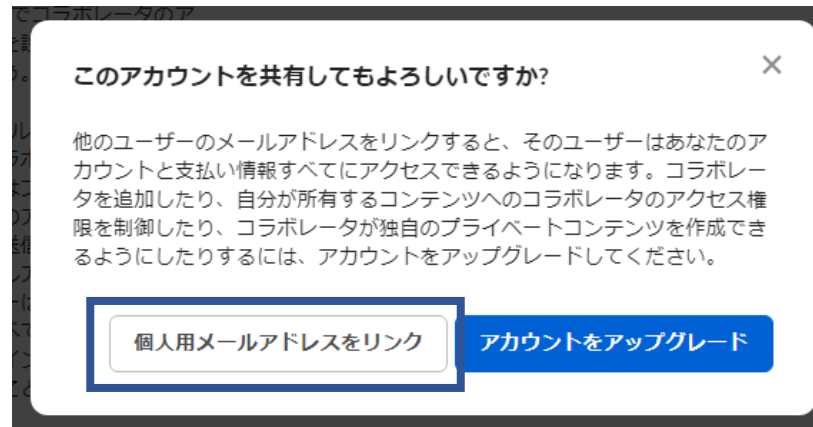 でコラボレータのア
このアカウントを共有してもよろしいですか?
他のユーザーのメールアドレスをリンクすると、そのユーザーはあなたのア
カウントと支払い情報すべてにアクセスできるようになります。コラボレー
タを追加したり、自分が所有するコンテンツへのコラボレータのアクセス権
限を制御したり、コラボレータが独自のプライベートコンテンツを作成でき
るようにしたりするには、アカウントをアップグレードしてください。
個人用メールアドレスをリンク
アカウントをアップグレード